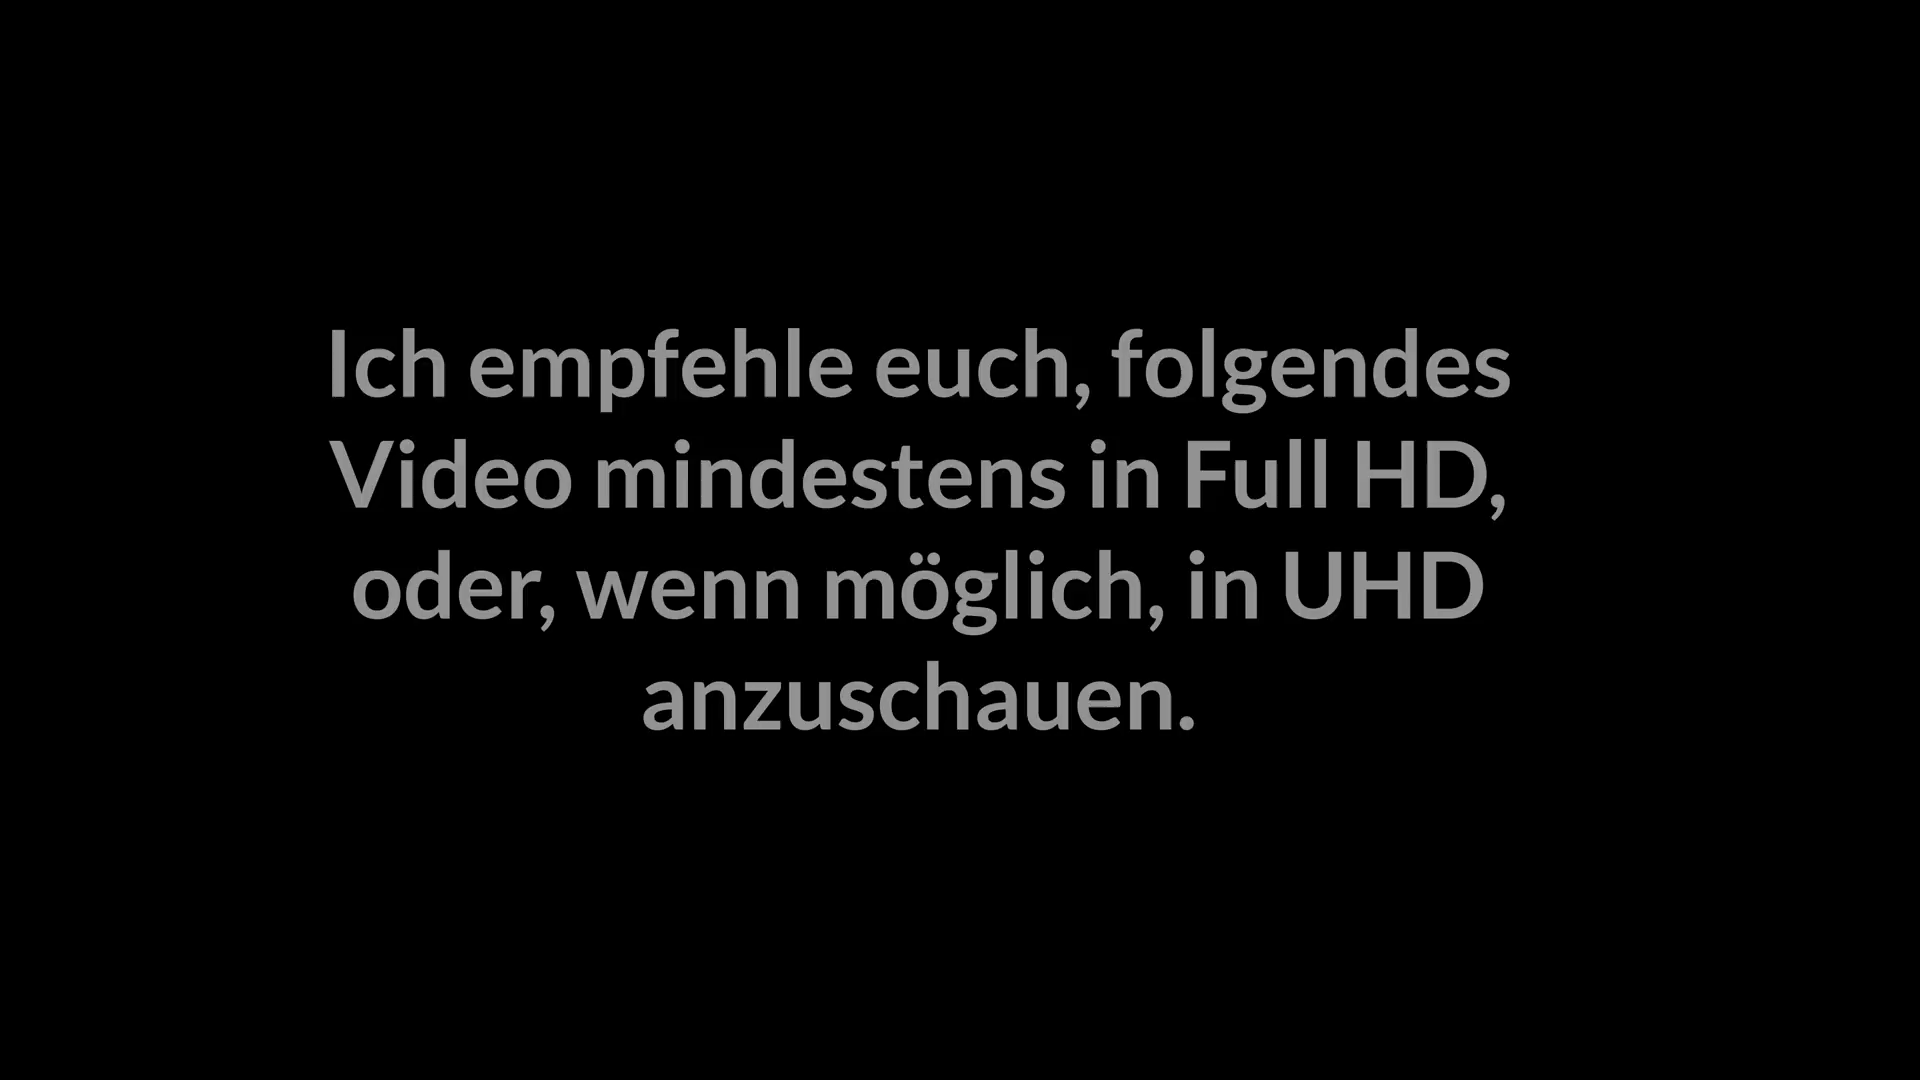 Ich empfehle euch, folgendes
Video mindestens in Full HD,
oder, wenn möglich, in UHD
anzuschauen.